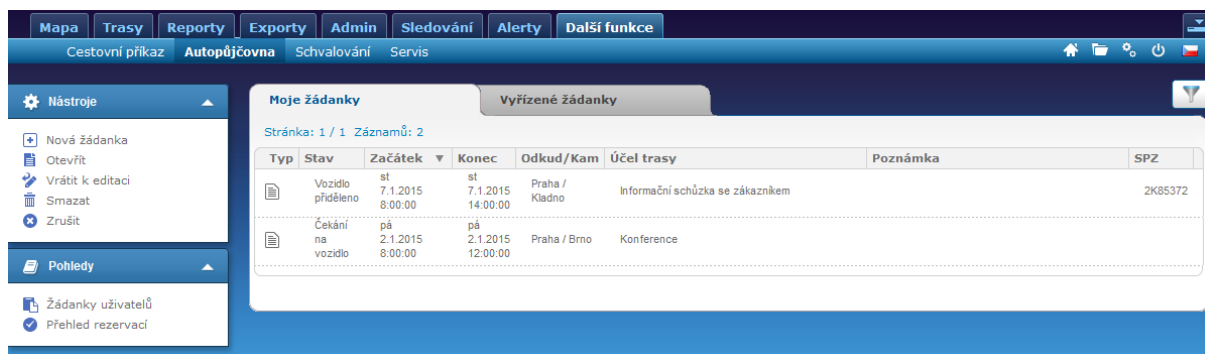 Mapa Trasy Reporty Exporty Admin Sledování Alerty Další funkce
Cestovní příkaz Autopůjčovna Schvalování Servis
Nástroje
Nová žádanka
Otevřít
Vrátit k editaci
Smazat
Zrušit
Pohledy
Žádanky uživatelů
Přehled rezervací
Moje žádanky Vyřízené žádanky
Stránka: 1 / 1 Záznamů: 2
Typ Stav Začátek Konec Odkud/Kam Účel trasy Poznámka SPZ
Vozidlo přiděleno st 7.1.2015 8:00:00 st 7.1.2015 14:00:00 Praha / Kladno Informační schůzka se zákazníkem 2K85372
Čekání na vozidlo pá 2.1.2015 8:00:00 pá 2.1.2015 12:00:00 Praha / Brno Konference